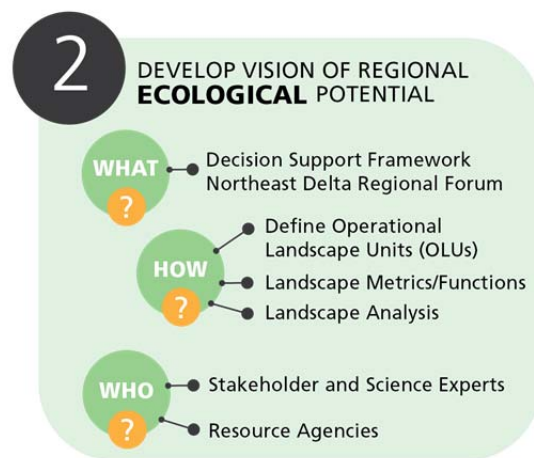 2
DEVELOP VISION OF REGIONAL
ECOLOGICAL POTENTIAL
WHAT
?
Decision Support Framework
Northeast Delta Regional Forum
HOW
?
Define Operational
Landscape Units (OLUs)
Landscape Metrics/Functions
Landscape Analysis
WHO
?
Stakeholder and Science Experts
Resource Agencies